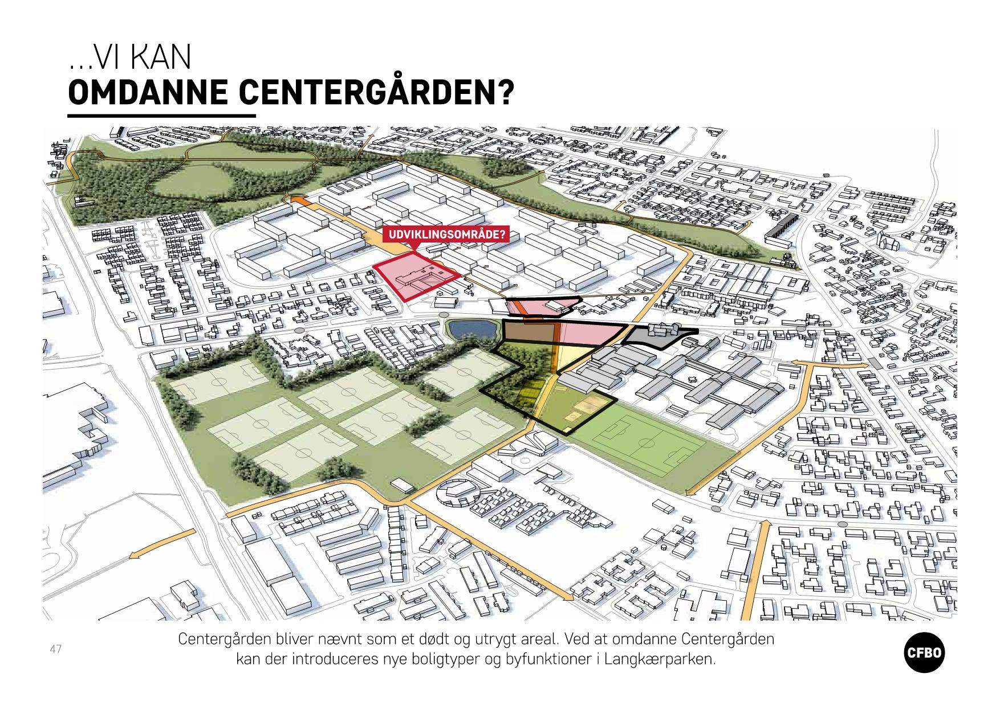 ...VI KAN
OMDANNE CENTERGÅRDEN?
UDVIKLINGSOMRÅDE?
Centergården bliver nævnt som et dødt og utrygt areal. Ved at omdanne Centergården
kan der introduceres nye boligtyper og byfunktioner i Langkærparken.
47
CFBO